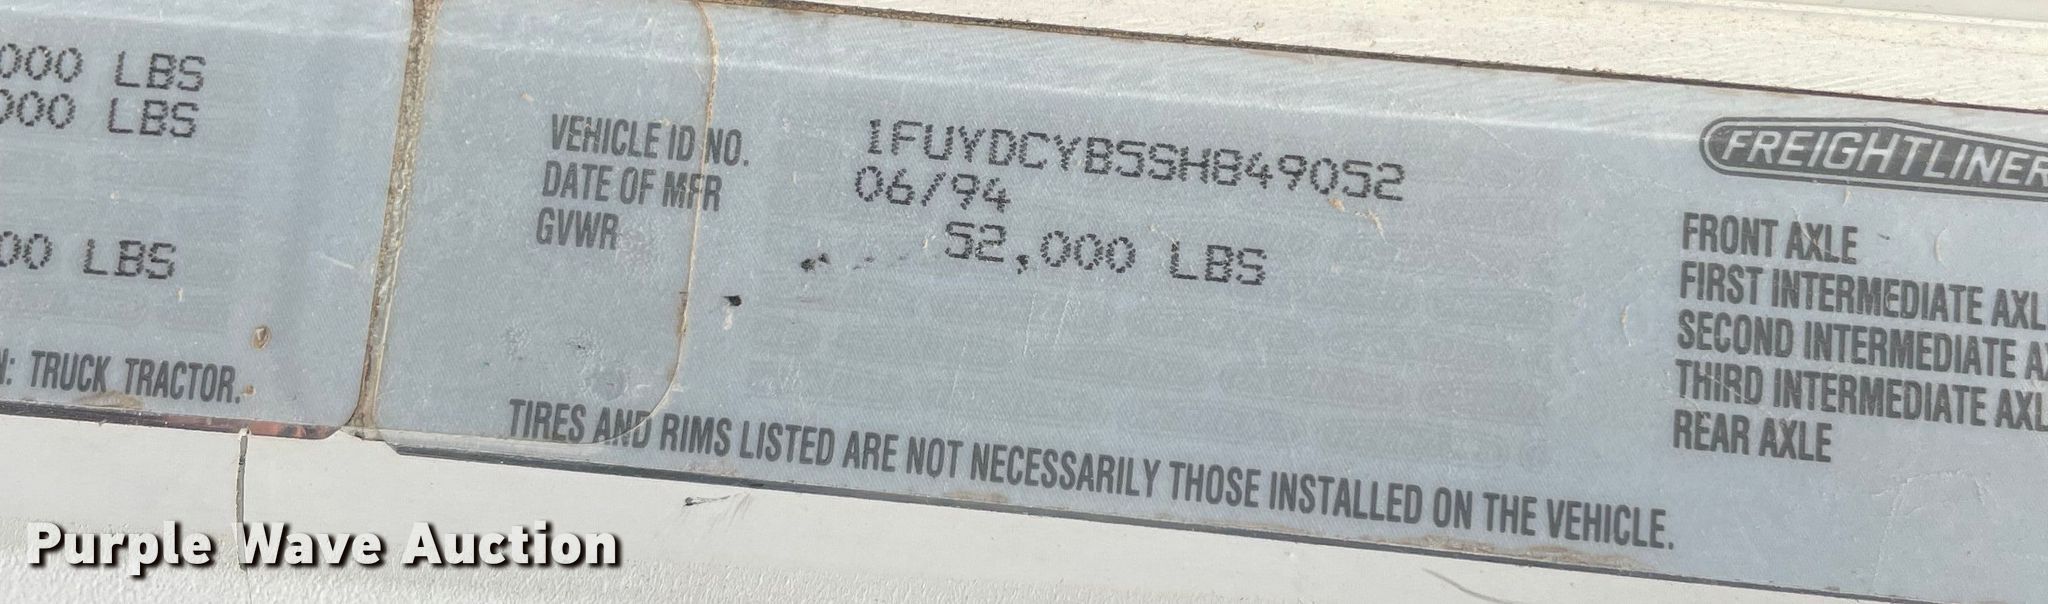 000 LBS
000 LBS
00 LBS
N: TRUCK TRACTOR.
VEHICLE ID NO. 1FUYDCYB5SH849052
DATE OF MFR 06/94
GVWR 52,000 LBS
TIRES AND RIMS LISTED ARE NOT NECESSARILY THOSE INSTALLED ON THE VEHICLE.
FREIGHTLINER
FRONT AXLE
FIRST INTERMEDIATE AXL
SECOND INTERMEDIATE AX
THIRD INTERMEDIATE AXL
REAR AXLE
Purple Wave Auction